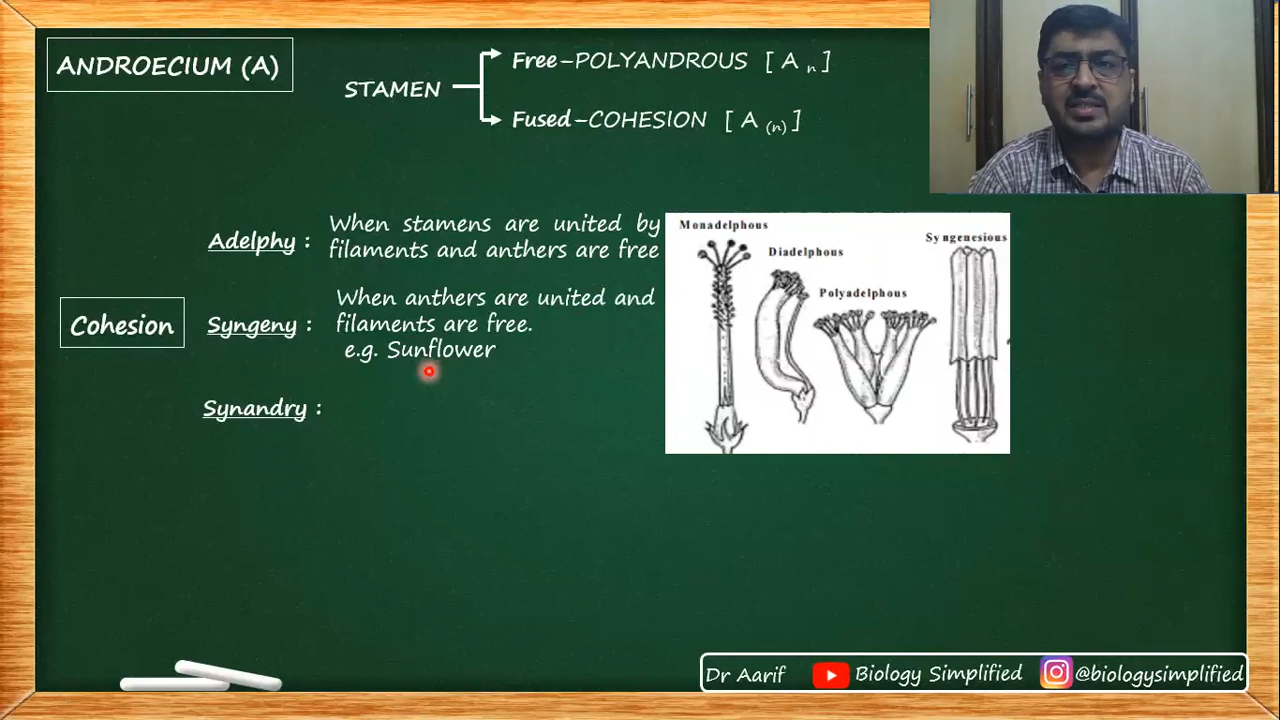 ANDROECIUM (A)
STAMEN
Free-POLYANDROUS [ A n ]
Fused-COHESION [ A (n) ]
Adelphy :
When stamens are united by
filaments and anthers are free
Cohesion
Syngeny :
When anthers are united and
filaments are free.
e.g. Sunflower
Synandry :
Monadelphous
Diadelphous
Polyadelphous
Syngenesious
Dr Aarif
Biology Simplified
@biologysimplified